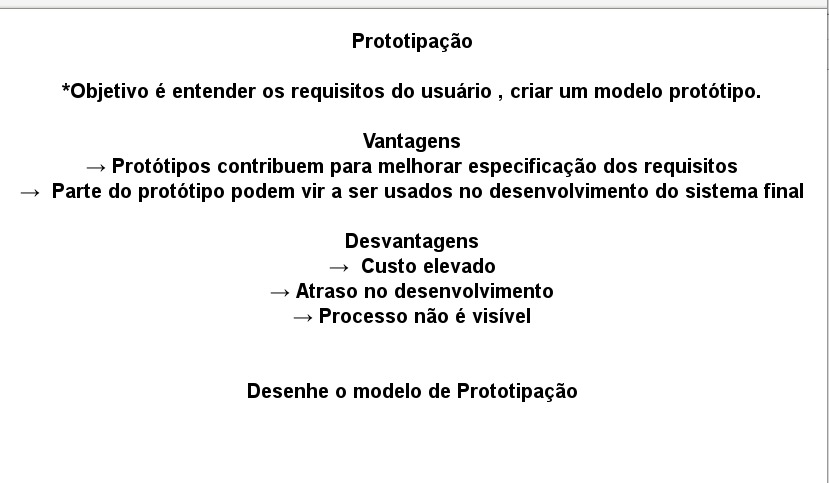 Prototipação
*Objetivo é entender os requisitos do usuário , criar um modelo protótipo.
Vantagens
→ Protótipos contribuem para melhorar especificação dos requisitos
→ Parte do protótipo podem vir a ser usados no desenvolvimento do sistema final
Desvantagens
→ Custo elevado
→ Atraso no desenvolvimento
→ Processo não é visível
Desenhe o modelo de Prototipação